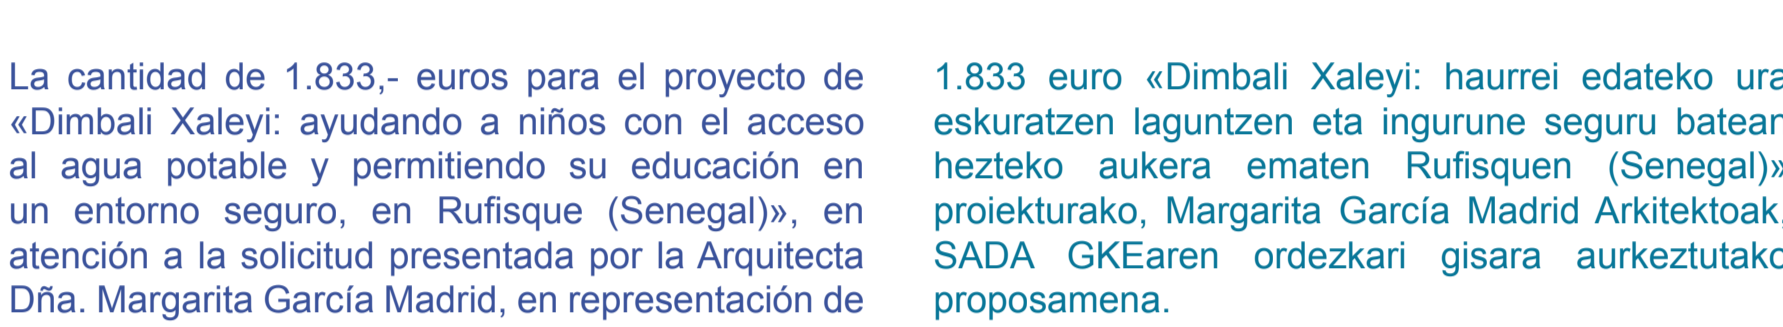 La cantidad de 1.833,- euros para el proyecto de
«Dimbali Xaleyi: ayudando a niños con el acceso
al agua potable y permitiendo su educación en
un entorno seguro, en Rufisque (Senegal)», en
atención a la solicitud presentada por la Arquitecta
Dña. Margarita García Madrid, en representación de
1.833 euro «Dimbali Xaleyi: haurrei edateko ura
eskuratzen laguntzen eta ingurune seguru batean
hezteko aukera ematen Rufisquen (Senegal)»
proiekturako, Margarita García Madrid Arkitektoak,
SADA GKEaren ordezkari gisara aurkeztutako
proposamena.